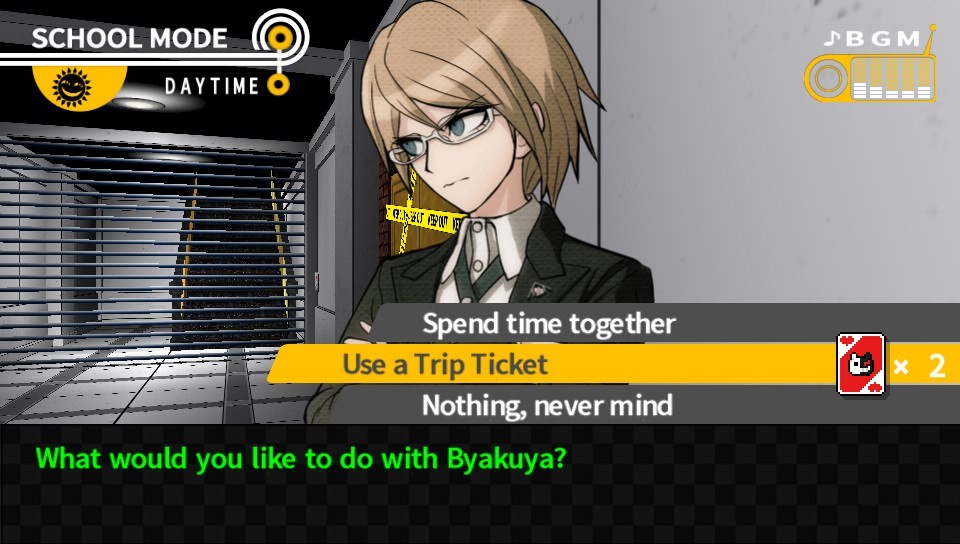 SCHOOL MODE
♪BGM
DAYTIME
KEEPOUT
Spend time together
Use a Trip Ticket
× 2
Nothing, never mind
What would you like to do with Byakuya?